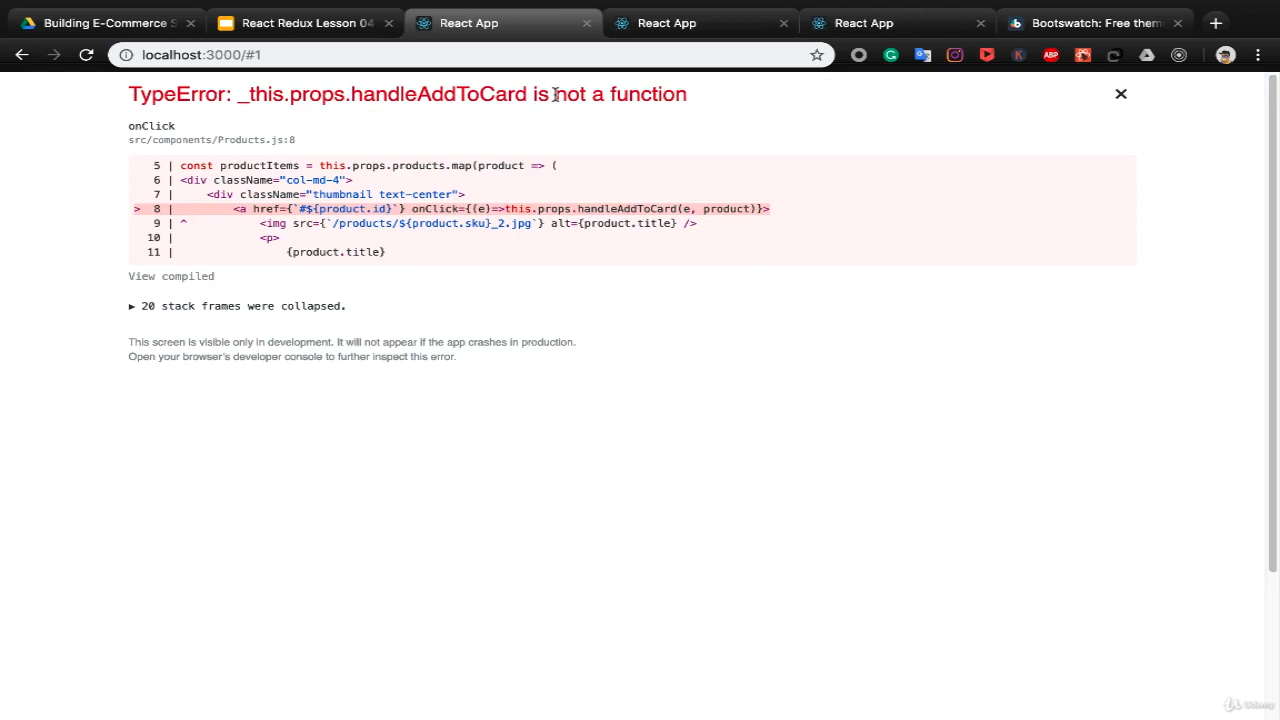 Building E-Commerce S
React Redux Lesson 04
React App
React App
React App
Bootswatch: Free them
localhost:3000/#1
ABP
TypeError: _this.props.handleAddToCard is not a function
onClick
src/components/Products.js:8
5 | const productItems = this.props.products.map(product => (
6 | <div className="col-md-4">
7 | <div className="thumbnail text-center">
> 8 | <a href={`#${product.id}`} onClick={(e)=>this.props.handleAddToCard(e, product)}>
9 | ^ <img src={`/products/${product.sku}_2.jpg`} alt={product.title} />
10 | <p>
11 | {product.title}
View compiled
▶ 20 stack frames were collapsed.
This screen is visible only in development. It will not appear if the app crashes in production.
Open your browser's developer console to further inspect this error.
Udemy